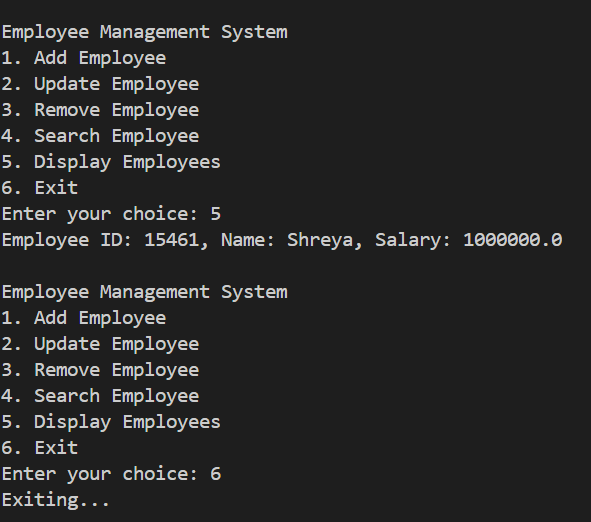 Employee Management System
1. Add Employee
2. Update Employee
3. Remove Employee
4. Search Employee
5. Display Employees
6. Exit
Enter your choice: 5
Employee ID: 15461, Name: Shreya, Salary: 1000000.0

Employee Management System
1. Add Employee
2. Update Employee
3. Remove Employee
4. Search Employee
5. Display Employees
6. Exit
Enter your choice: 6
Exiting...